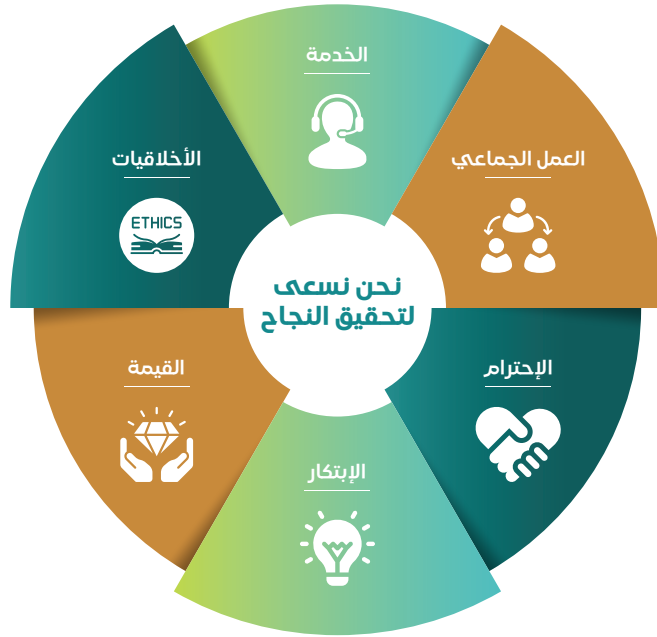 الخدمة
العمل الجماعي
الأخلاقيات
ETHICS
نحن نسعى
لتحقيق النجاح
الإحترام
القيمة
الإبتكار